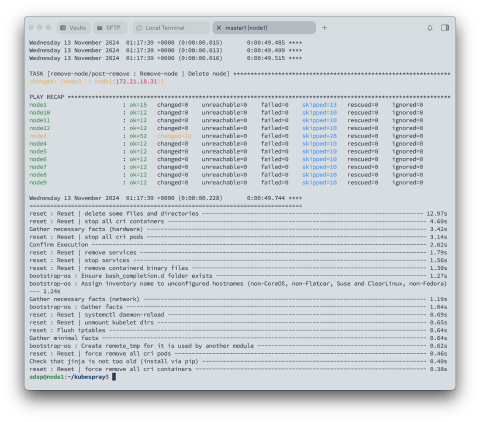 Vaults
SFTP
Local Terminal
master1(node1)
Wednesday 13 November 2024  01:17:39 +0000 (0:00:00.015)       0:00:49.485 ****
Wednesday 13 November 2024  01:17:39 +0000 (0:00:00.013)       0:00:49.499 ****
Wednesday 13 November 2024  01:17:39 +0000 (0:00:00.016)       0:00:49.515 ****
TASK [remove-node/post-remove : Remove-node | Delete node] ****************************************************************
changed: [node3 -> node1(172.21.18.31)]
PLAY RECAP ****************************************************************
node1 : ok=15 changed=0 unreachable=0 failed=0 skipped=13 rescued=0 ignored=0
node10 : ok=12 changed=0 unreachable=0 failed=0 skipped=10 rescued=0 ignored=0
node11 : ok=12 changed=0 unreachable=0 failed=0 skipped=10 rescued=0 ignored=0
node12 : ok=12 changed=0 unreachable=0 failed=0 skipped=10 rescued=0 ignored=0
node3 : ok=52 changed=22 unreachable=0 failed=0 skipped=28 rescued=0 ignored=0
node4 : ok=12 changed=0 unreachable=0 failed=0 skipped=10 rescued=0 ignored=0
node5 : ok=12 changed=0 unreachable=0 failed=0 skipped=10 rescued=0 ignored=0
node6 : ok=12 changed=0 unreachable=0 failed=0 skipped=10 rescued=0 ignored=0
node7 : ok=12 changed=0 unreachable=0 failed=0 skipped=10 rescued=0 ignored=0
node8 : ok=12 changed=0 unreachable=0 failed=0 skipped=10 rescued=0 ignored=0
node9 : ok=12 changed=0 unreachable=0 failed=0 skipped=10 rescued=0 ignored=0
Wednesday 13 November 2024  01:17:39 +0000 (0:00:00.228)       0:00:49.744 ****
===============================================================================
reset : Reset | delete some files and directories ---------------------------------------- 12.97s
reset : Reset | stop all cri containers ---------------------------------------- 4.60s
Gather necessary facts (hardware) ---------------------------------------- 3.42s
reset : Reset | stop all cri pods ---------------------------------------- 3.14s
Confirm Execution ---------------------------------------- 2.62s
reset : Reset | remove services ---------------------------------------- 1.79s
reset : Reset | stop services ---------------------------------------- 1.56s
reset : Reset | remove containerd binary files ---------------------------------------- 1.30s
bootstrap-os : Ensure bash_completion.d folder exists ---------------------------------------- 1.27s
bootstrap-os : Assign inventory name to unconfigured hostnames (non-CoreOS, non-Flatcar, Suse and ClearLinux, non-Fedora)
--- 1.24s
Gather necessary facts (network) ---------------------------------------- 1.19s
bootstrap-os : Gather facts ---------------------------------------- 1.04s
reset : Reset | systemctl daemon-reload ---------------------------------------- 0.69s
reset : Reset | unmount kubelet dirs ---------------------------------------- 0.65s
reset : Flush iptables ---------------------------------------- 0.64s
Gather minimal facts ---------------------------------------- 0.64s
bootstrap-os : Create remote_tmp for it is used by another module ---------------------------------------- 0.62s
reset : Reset | force remove all cri pods ---------------------------------------- 0.46s
Check that jinja is not too old (install via pip) ---------------------------------------- 0.40s
reset : Reset | force remove all cri containers ---------------------------------------- 0.38s
sdsp@node1:~/kubespray$